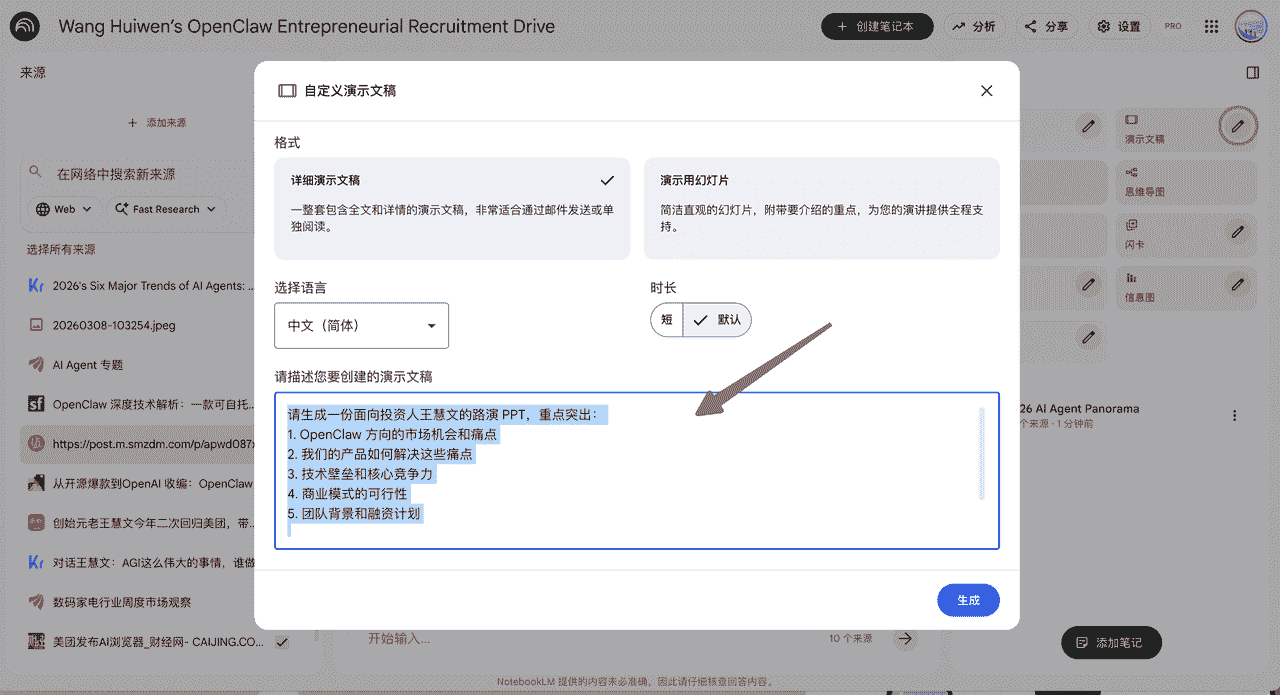 Wang Huiwen's OpenClaw Entrepreneurial Recruitment Drive
+ 创建笔记本
分析
分享
设置
PRO
来源
+ 添加来源
在网络中搜索新来源
Web
Fast Research
选择所有来源
2026's Six Major Trends of AI Agents: ...
20260308-103254.jpeg
AI Agent 专题
OpenClaw 深度技术解析：一款可自托...
https://post.m.smzdm.com/p/apwd087x
从开源爆款到OpenAI 收编：OpenClaw
创始元老王慧文今年二次回归美团，带...
对话王慧文：AGI这么伟大的事情，谁做
数码家电行业周度市场观察
美团发布AI浏览器_财经网- CAIJING.CO...
自定义演示文稿
格式
详细演示文稿
一整套包含全文和详情的演示文稿，非常适合通过邮件发送或单
独阅读。
演示用幻灯片
简洁直观的幻灯片，附带要介绍的重点，为您的演讲提供全程支
持。
选择语言
中文（简体）
时长
短
默认
请描述您要创建的演示文稿
请生成一份面向投资人王慧文的路演 PPT，重点突出：
1. OpenClaw 方向的市场机会和痛点
2. 我们的产品如何解决这些痛点
3. 技术壁垒和核心竞争力
4. 商业模式的可行性
5. 团队背景和融资计划
生成
演示文稿
思维导图
闪卡
信息图
26 AI Agent Panorama
个来源 · 1 分钟前
添加笔记
开始输入...
10 个来源
NotebookLM 提供的内容未必准确，因此请仔细核查回答内容。